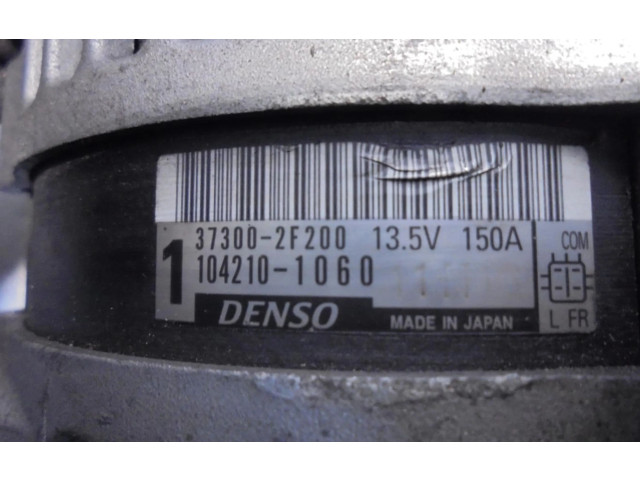 1 37300-2F200 13.5V 150A COM
104210-1060
DENSO MADE IN JAPAN L FR